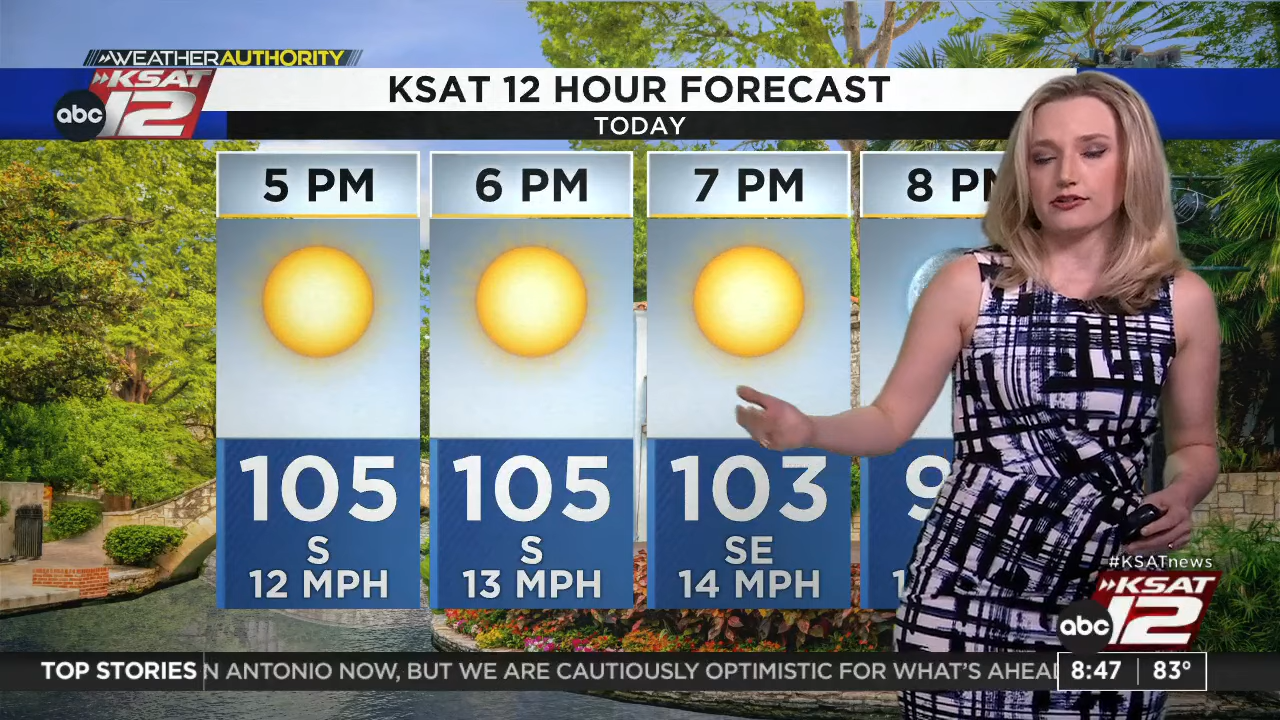 WEATHERAUTHORITY
KSAT
abc 12
KSAT 12 HOUR FORECAST
TODAY
5 PM
6 PM
7 PM
8 PM
105
S
12 MPH
105
S
13 MPH
103
SE
14 MPH
#KSATnews
KSAT
abc 12
TOP STORIES
N ANTONIO NOW, BUT WE ARE CAUTIOUSLY OPTIMISTIC FOR WHAT'S AHEA
8:47
83°